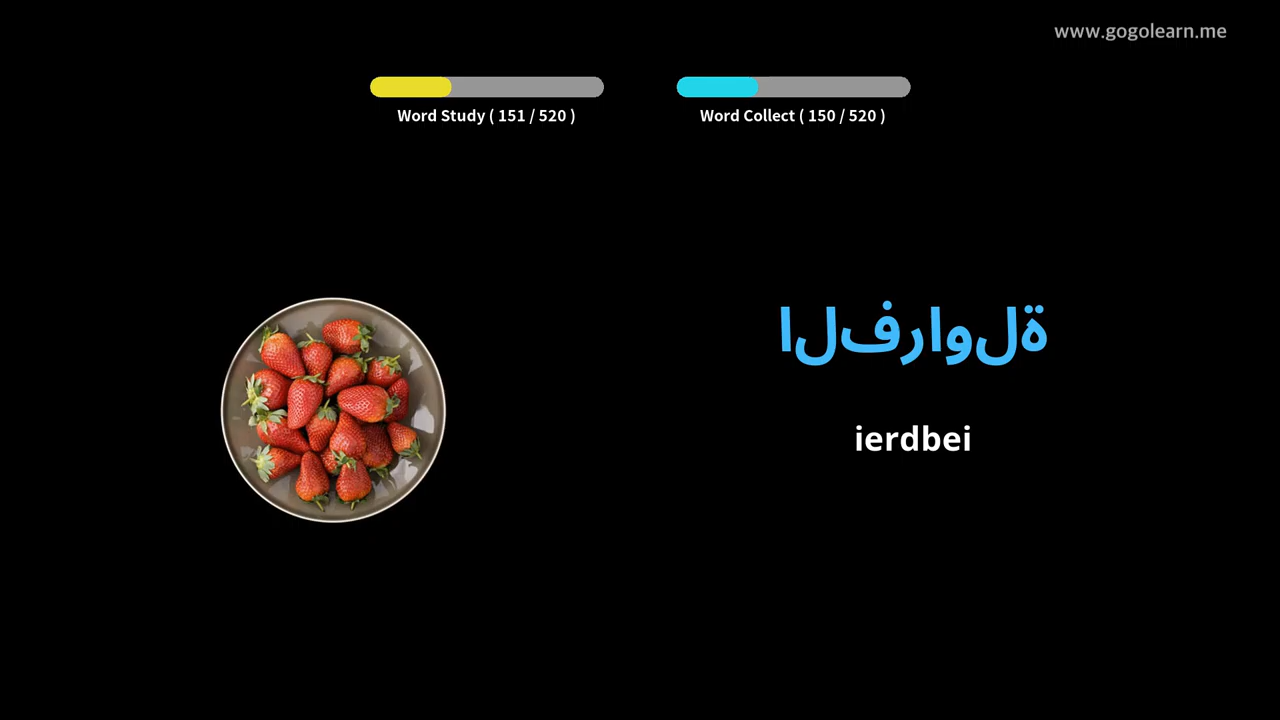 www.gogolearn.me
Word Study ( 151 / 520 )
Word Collect ( 150 / 520 )
الفراولة
ierdbei